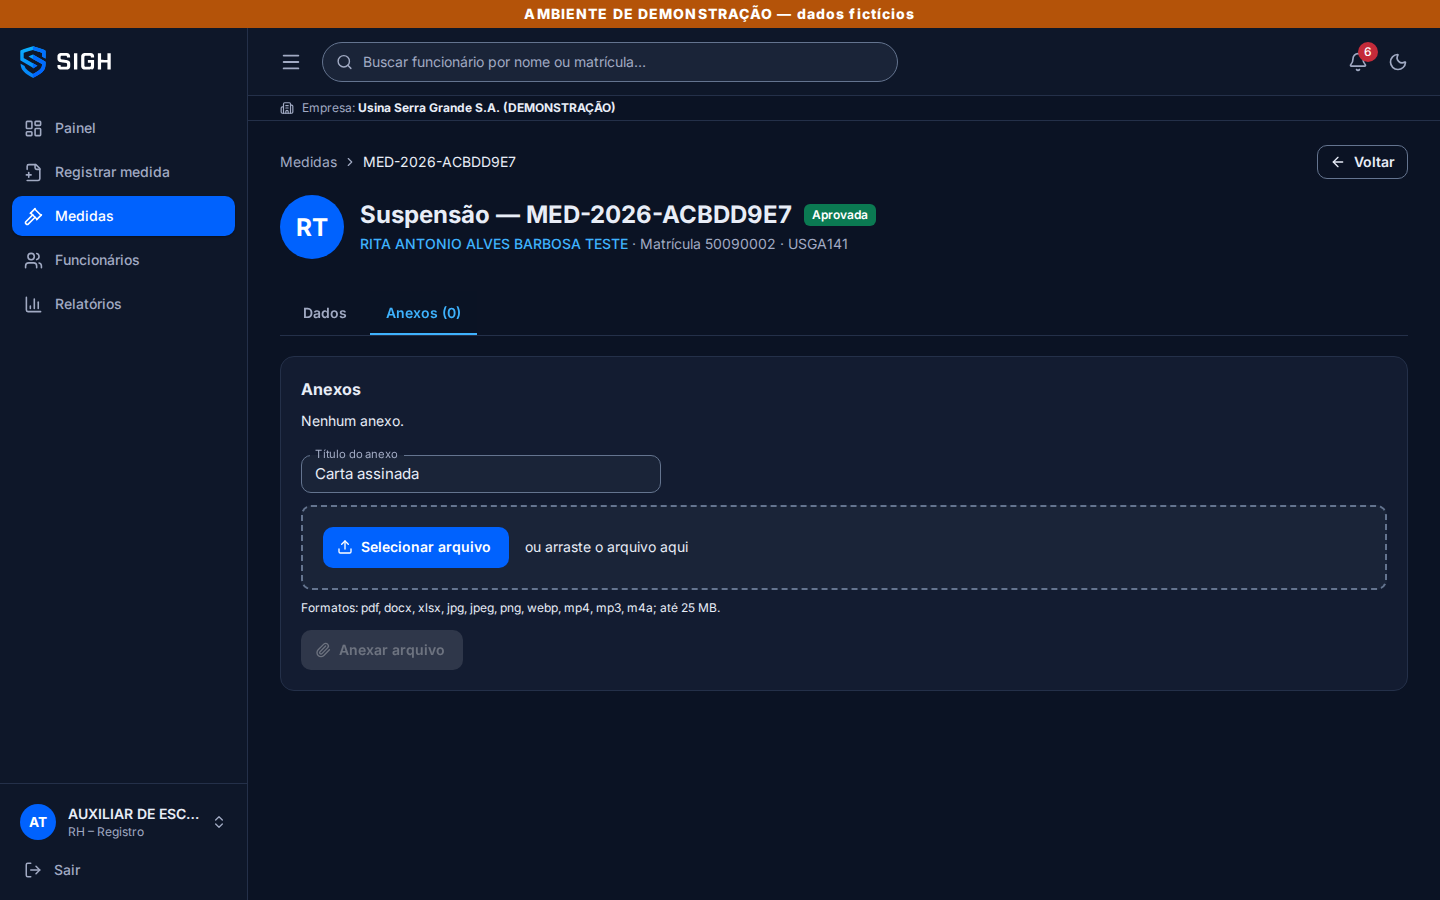 AMBIENTE DE DEMONSTRAÇÃO — dados fictícios
SIGH
Buscar funcionário por nome ou matrícula...
6
Empresa: Usina Serra Grande S.A. (DEMONSTRAÇÃO)
Painel
Registrar medida
Medidas
Funcionários
Relatórios
Medidas > MED-2026-ACBDD9E7
Voltar
RT
Suspensão — MED-2026-ACBDD9E7 Aprovada
RITA ANTONIO ALVES BARBOSA TESTE · Matrícula 50090002 · USGA141
Dados
Anexos (0)
Anexos
Nenhum anexo.
Título do anexo
Carta assinada
Selecionar arquivo ou arraste o arquivo aqui
Formatos: pdf, docx, xlsx, jpg, jpeg, png, webp, mp4, mp3, m4a; até 25 MB.
Anexar arquivo
AT
AUXILIAR DE ESC...
RH – Registro
Sair